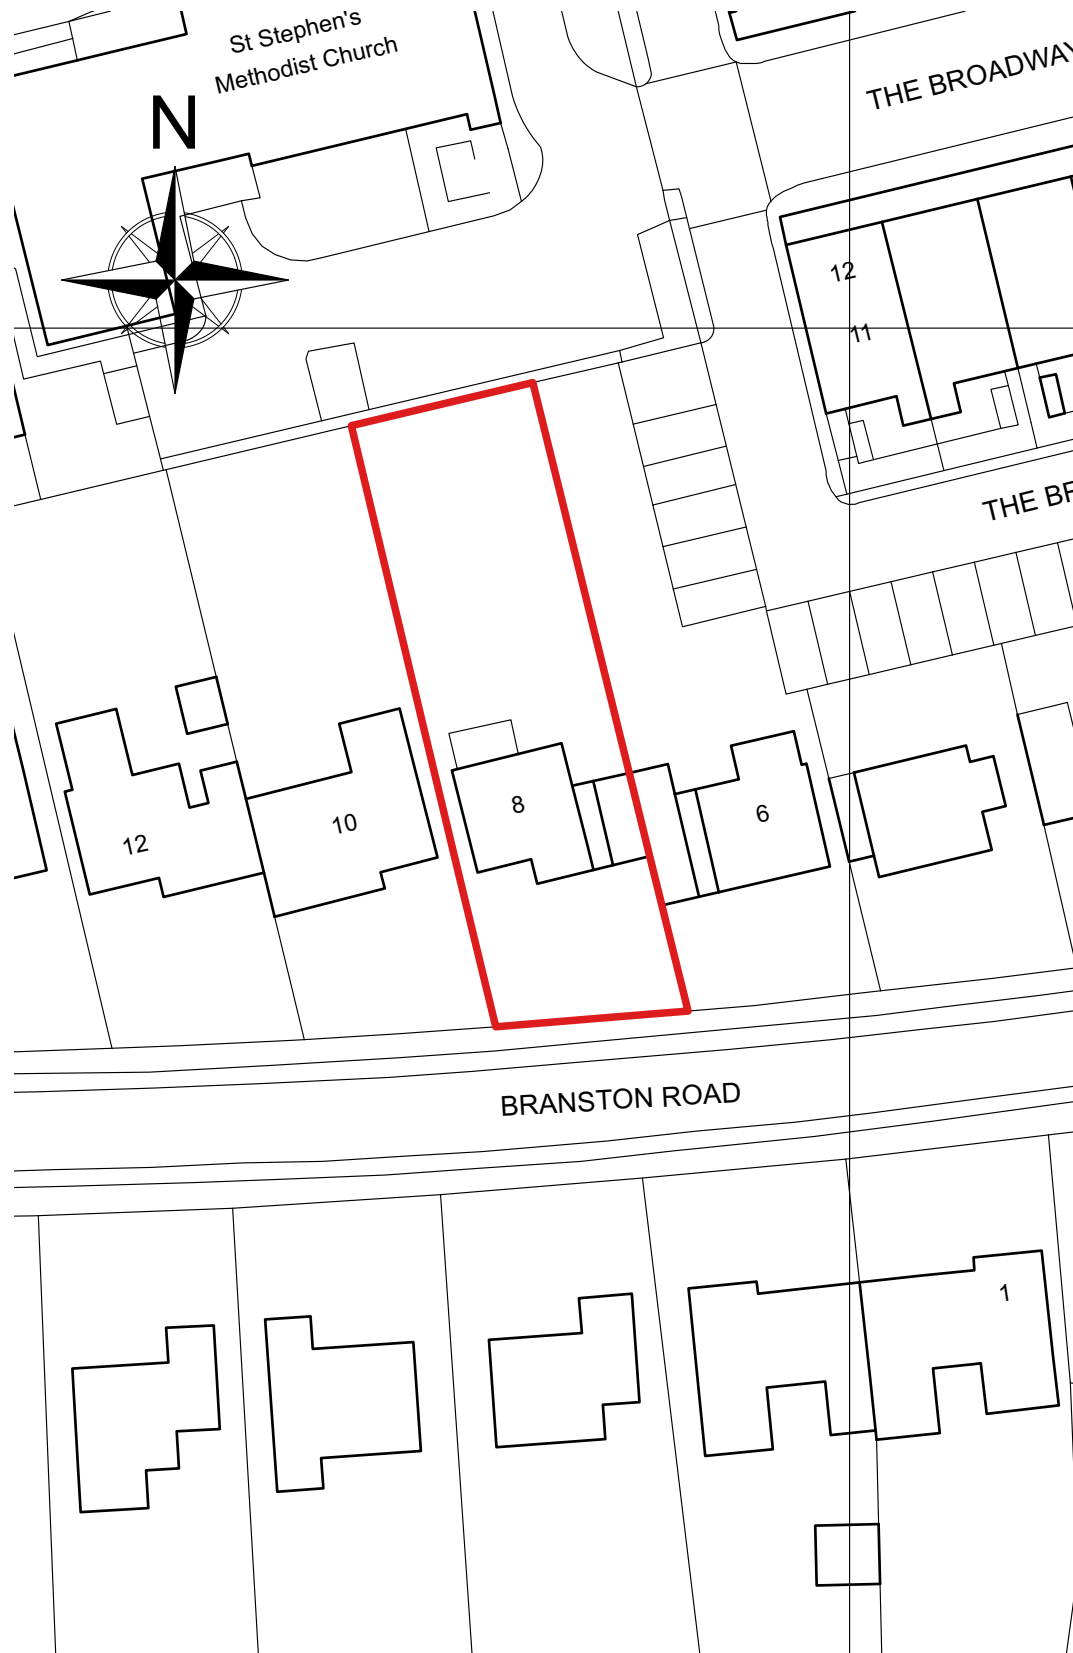 St Stephen's
Methodist Church
N
THE BROADWAY
12
11
THE BR
12
10
8
6
BRANSTON ROAD
1